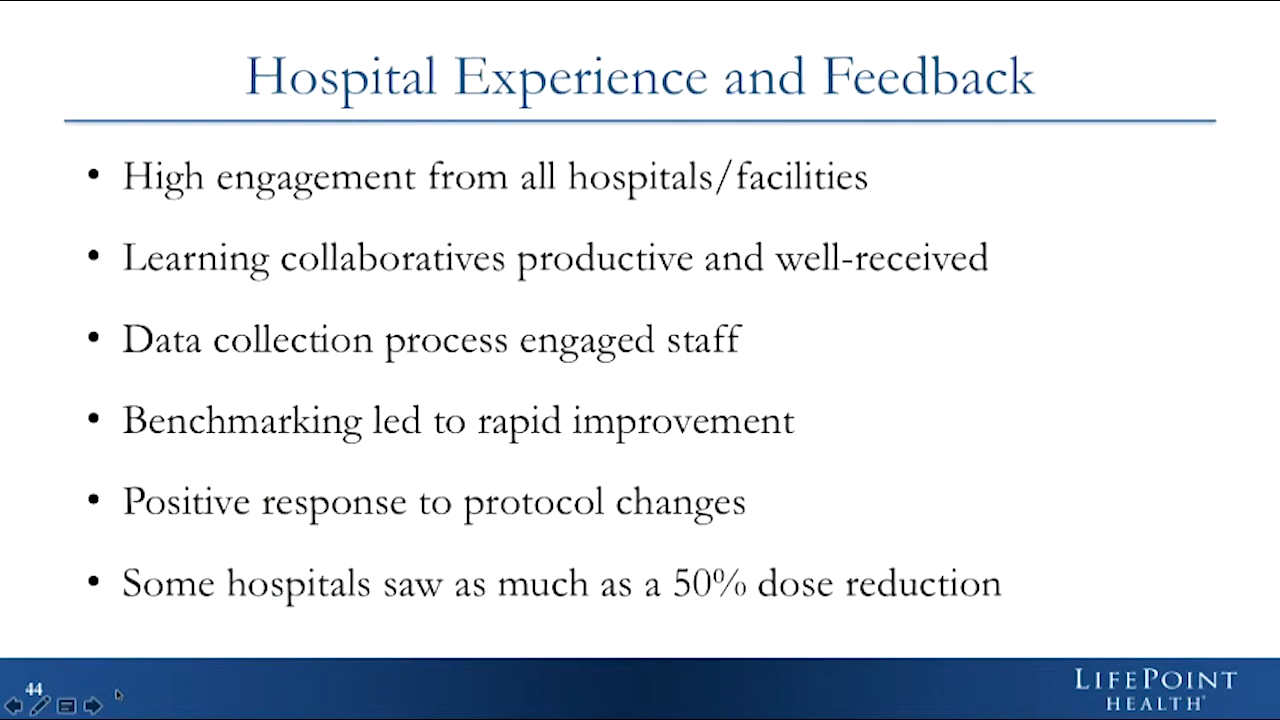 Hospital Experience and Feedback
• High engagement from all hospitals/facilities
• Learning collaboratives productive and well-received
• Data collection process engaged staff
• Benchmarking led to rapid improvement
• Positive response to protocol changes
• Some hospitals saw as much as a 50% dose reduction
44
LIFEPOINT
HEALTH®